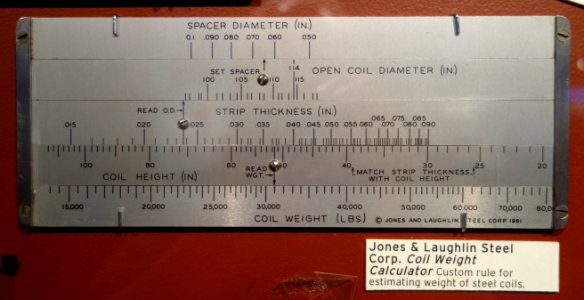 SPACER DIAMETER (IN.)
0.1 .090 .080 .070 .060 .050
SET SPACER
114
OPEN COIL DIAMETER (IN.)
100 105 110 115
READ O.D.
STRIP THICKNESS (IN.)
.015 .020 .025 .030 .035 .040 .045 .050 .055 .060 .065 .070 .075 .080 .085 .090
100 80 70 60 50 40 30 25 20
COIL HEIGHT (IN)
READ WGT.
MATCH STRIP THICKNESS
WITH COIL HEIGHT
15,000 20,000 25,000 30,000 40,000 50,000 60,000 70,000 80,000
COIL WEIGHT (LBS.)
© JONES AND LAUGHLIN STEEL CORP. 1961
Jones & Laughlin Steel
Corp. Coil Weight
Calculator Custom rule for
estimating weight of steel coils.